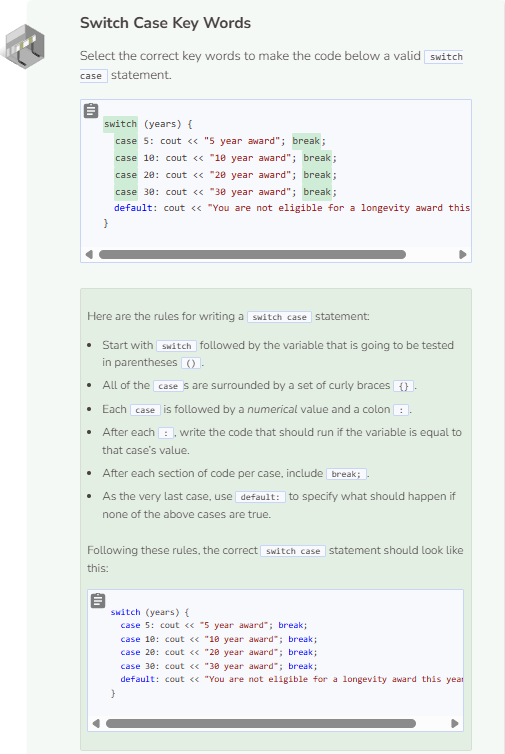 Switch Case Key Words
Select the correct key words to make the code below a valid switch
case statement.
switch (years) {
case 5: cout << "5 year award"; break;
case 10: cout << "10 year award"; break;
case 20: cout << "20 year award"; break;
case 30: cout << "30 year award"; break;
default: cout << "You are not eligible for a longevity award this
}
Here are the rules for writing a switch case statement:
• Start with switch followed by the variable that is going to be tested
in parentheses ().
• All of the case s are surrounded by a set of curly braces {}.
• Each case is followed by a numerical value and a colon :.
• After each :, write the code that should run if the variable is equal to
that case's value.
• After each section of code per case, include break;.
• As the very last case, use default: to specify what should happen if
none of the above cases are true.
Following these rules, the correct switch case statement should look like
this:
switch (years) {
case 5: cout << "5 year award"; break;
case 10: cout << "10 year award"; break;
case 20: cout << "20 year award"; break;
case 30: cout << "30 year award"; break;
default: cout << "You are not eligible for a longevity award this year
}